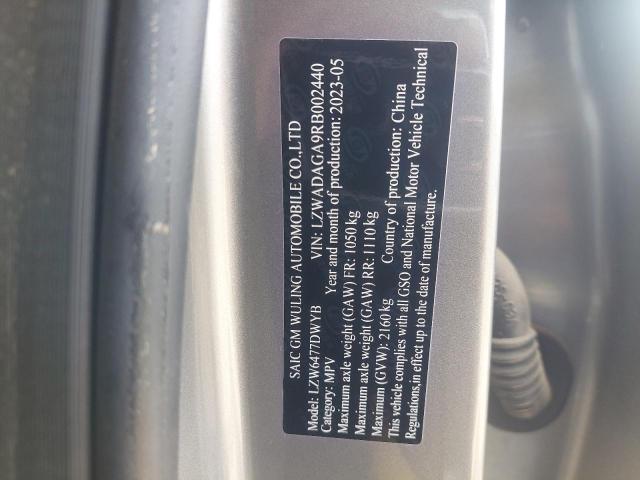 SAIC GM WULING AUTOMOBILE CO.,LTD
Model: LZW6477DWYB VIN: LZWADAGA9RB002440
Category: MPV Year and month of production: 2023-05
Maximum axle weight (GAW) FR: 1050 kg
Maximum axle weight (GAW) RR: 1110 kg
Maximum (GVW): 2160 kg Country of production: China
This vehicle complies with all GSO and National Motor Vehicle Technical
Regulations,in effect up to the date of manufacture.